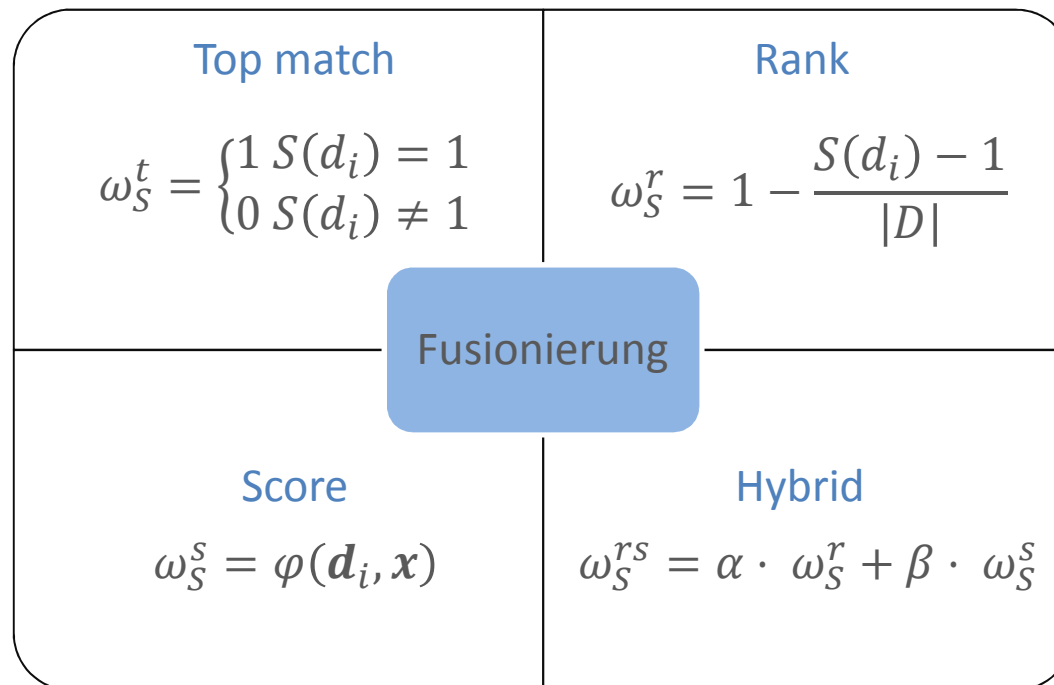 Top match
ω_S^t = {1 S(d_i) = 1
0 S(d_i) ≠ 1
Rank
ω_S^r = 1 − (S(d_i) − 1) / |D|
Fusionierung
Score
ω_S^s = φ(𝒅_i, 𝒙)
Hybrid
ω_S^{rs} = α · ω_S^r + β · ω_S^s